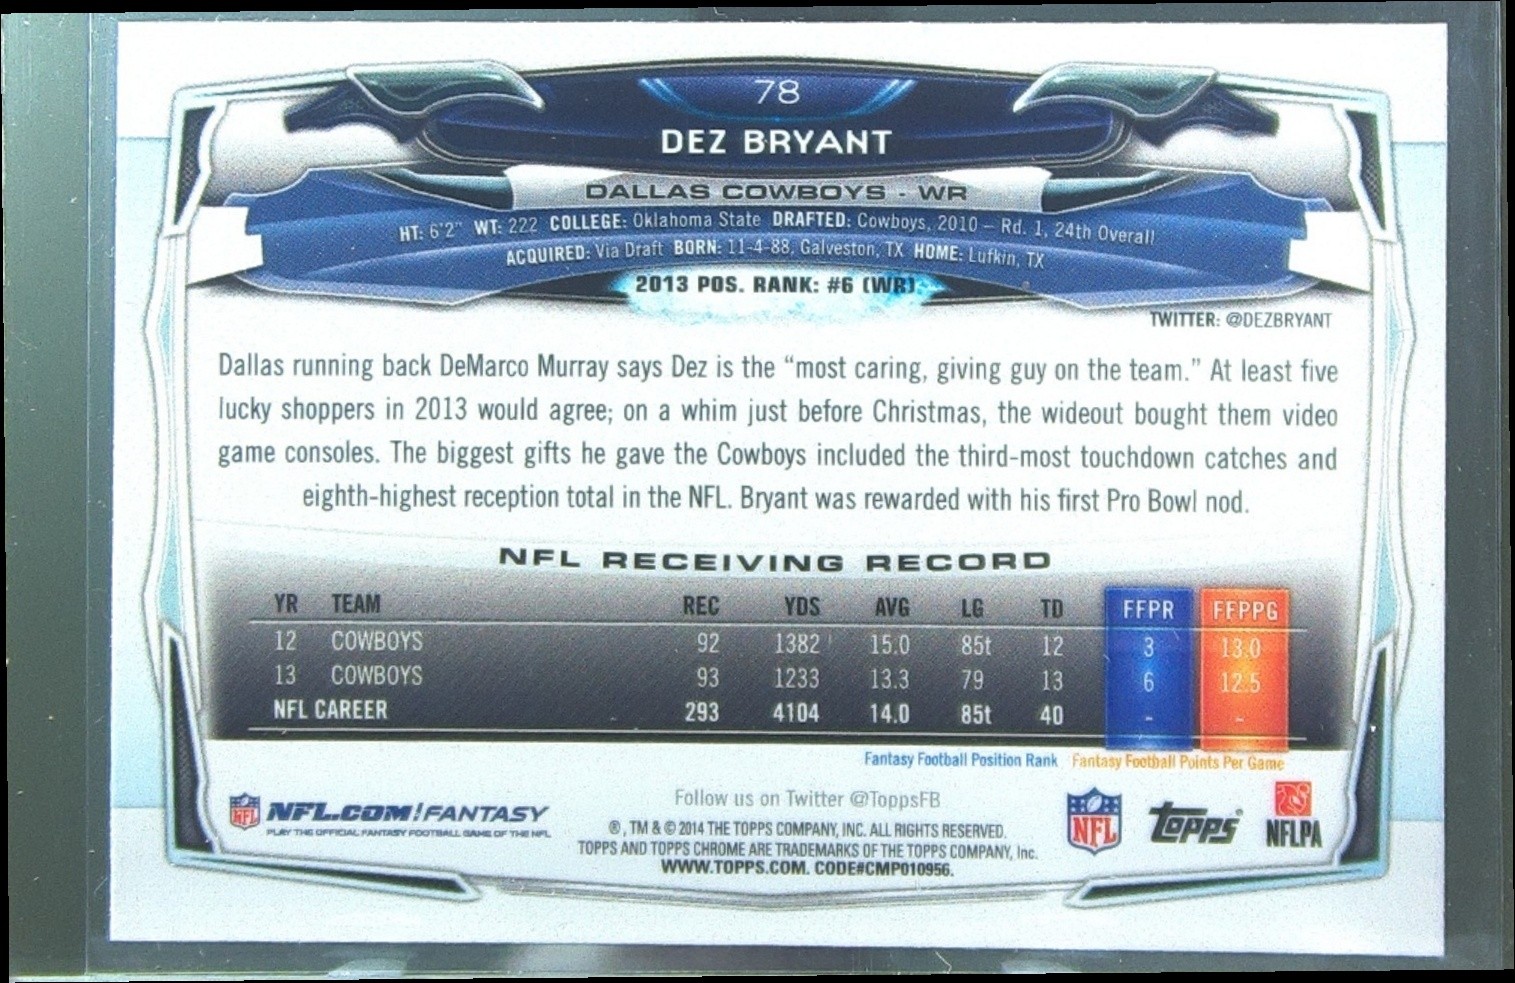 78
DEZ BRYANT
DALLAS COWBOYS - WR
HT: 6'2" WT: 222 COLLEGE: Oklahoma State DRAFTED: Cowboys, 2010 – Rd. 1, 24th Overall
ACQUIRED: Via Draft BORN: 11-4-88, Galveston, TX HOME: Lufkin, TX
2013 POS. RANK: #6 (WR)
TWITTER: @DEZBRYANT
Dallas running back DeMarco Murray says Dez is the “most caring, giving guy on the team.” At least five
lucky shoppers in 2013 would agree; on a whim just before Christmas, the wideout bought them video
game consoles. The biggest gifts he gave the Cowboys included the third-most touchdown catches and
eighth-highest reception total in the NFL. Bryant was rewarded with his first Pro Bowl nod.
NFL RECEIVING RECORD
YR TEAM REC YDS AVG LG TD FFPR FFPPG
12 COWBOYS 92 1382 15.0 85t 12 3 13.0
13 COWBOYS 93 1233 13.3 79 13 6 12.5
NFL CAREER 293 4104 14.0 85t 40 - -
Fantasy Football Position Rank Fantasy Football Points Per Game
NFL NFL.COM/FANTASY
PLAY THE OFFICIAL FANTASY FOOTBALL GAME OF THE NFL
Follow us on Twitter @ToppsFB
®, TM & © 2014 THE TOPPS COMPANY, INC. ALL RIGHTS RESERVED.
TOPPS AND TOPPS CHROME ARE TRADEMARKS OF THE TOPPS COMPANY, Inc.
WWW.TOPPS.COM. CODE#CMP010956.
NFL Topps® NFLPA